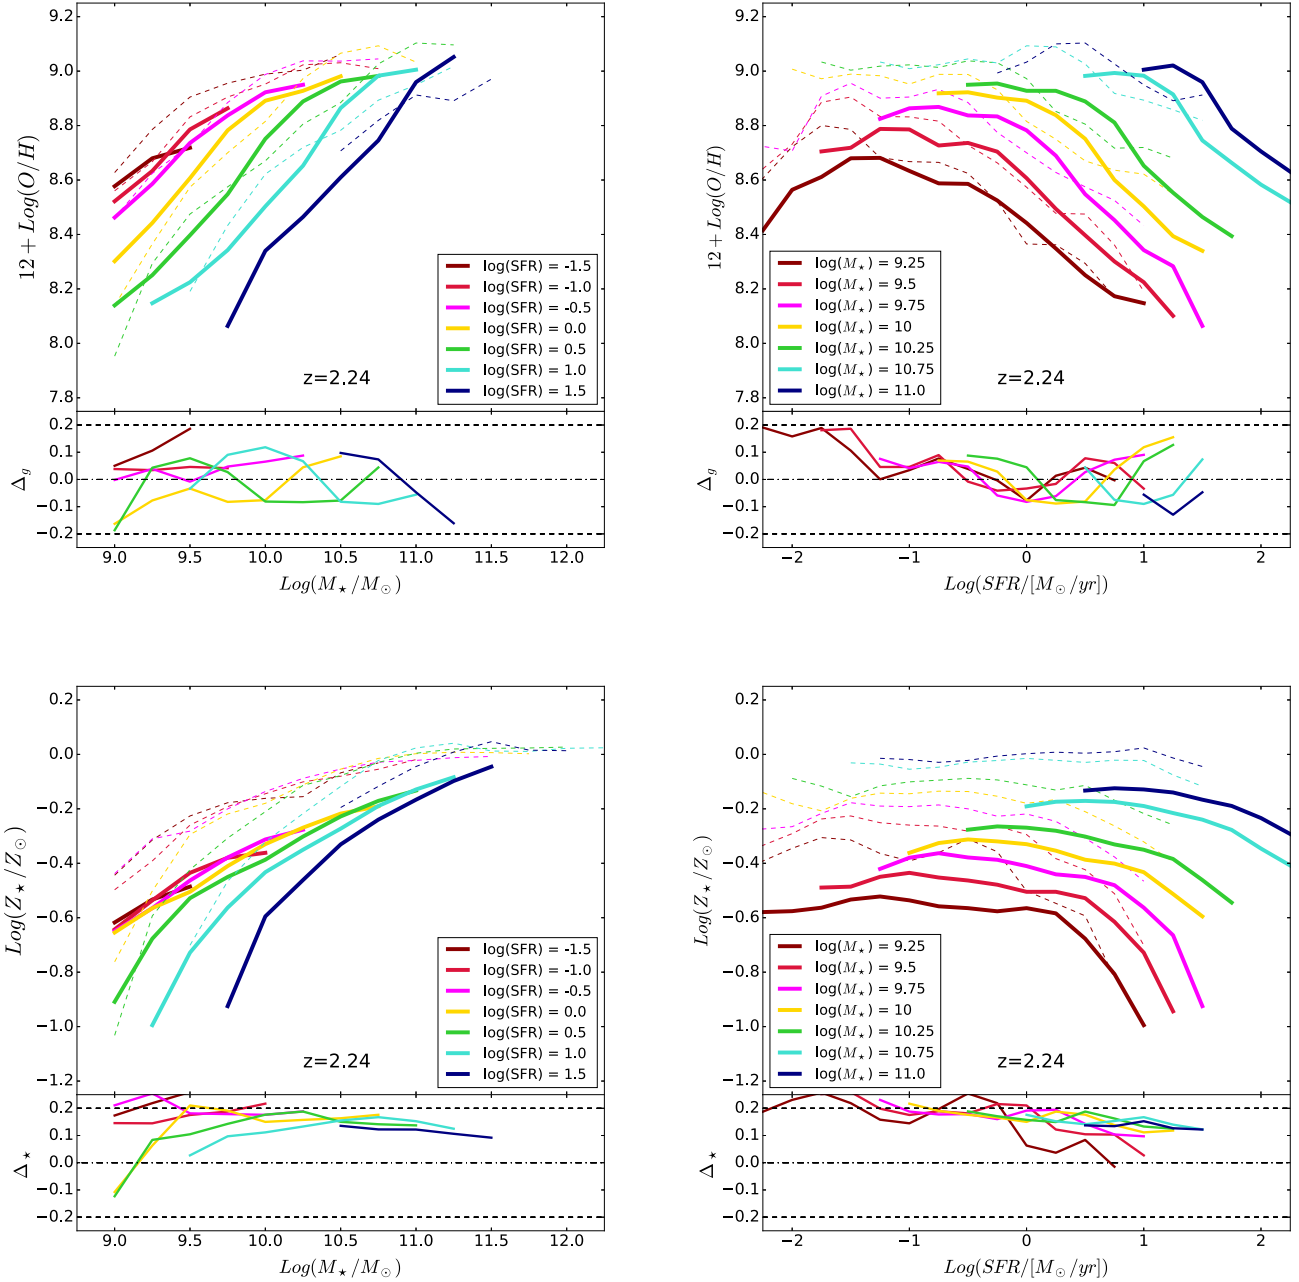 9.2
9.0
8.8
8.6
8.4
8.2
8.0
7.8
12 + Log(O/H)
log(SFR) = -1.5
log(SFR) = -1.0
log(SFR) = -0.5
log(SFR) = 0.0
log(SFR) = 0.5
log(SFR) = 1.0
log(SFR) = 1.5
z=2.24
0.2
0.1
0.0
−0.1
−0.2
Δg
9.0 9.5 10.0 10.5 11.0 11.5 12.0
Log(M⋆/M⊙)
9.2
9.0
8.8
8.6
8.4
8.2
8.0
7.8
12 + Log(O/H)
log(M⋆) = 9.25
log(M⋆) = 9.5
log(M⋆) = 9.75
log(M⋆) = 10
log(M⋆) = 10.25
log(M⋆) = 10.75
log(M⋆) = 11.0
z=2.24
0.2
0.1
0.0
−0.1
−0.2
Δg
−2 −1 0 1 2
Log(SFR/[M⊙/yr])
0.2
0.0
−0.2
−0.4
−0.6
−0.8
−1.0
−1.2
Log(Z⋆/Z⊙)
log(SFR) = -1.5
log(SFR) = -1.0
log(SFR) = -0.5
log(SFR) = 0.0
log(SFR) = 0.5
log(SFR) = 1.0
log(SFR) = 1.5
z=2.24
0.2
0.1
0.0
−0.1
−0.2
Δ⋆
9.0 9.5 10.0 10.5 11.0 11.5 12.0
Log(M⋆/M⊙)
0.2
0.0
−0.2
−0.4
−0.6
−0.8
−1.0
−1.2
Log(Z⋆/Z⊙)
log(M⋆) = 9.25
log(M⋆) = 9.5
log(M⋆) = 9.75
log(M⋆) = 10
log(M⋆) = 10.25
log(M⋆) = 10.75
log(M⋆) = 11.0
z=2.24
0.2
0.1
0.0
−0.1
−0.2
Δ⋆
−2 −1 0 1 2
Log(SFR/[M⊙/yr])